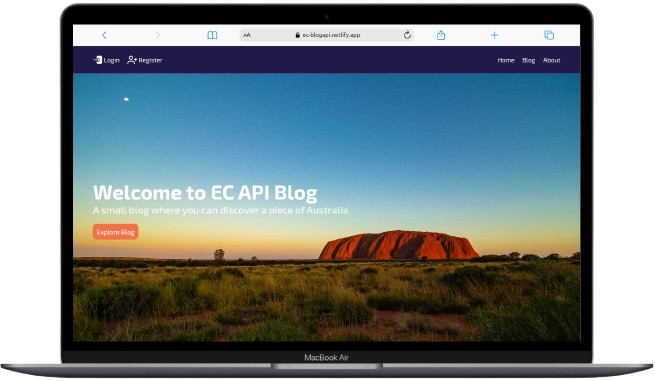 AA ec-blogapi.netlify.app
Login Register Home Blog About
Welcome to EC API Blog
A small blog where you can discover a piece of Australia
Explore Blog
MacBook Air